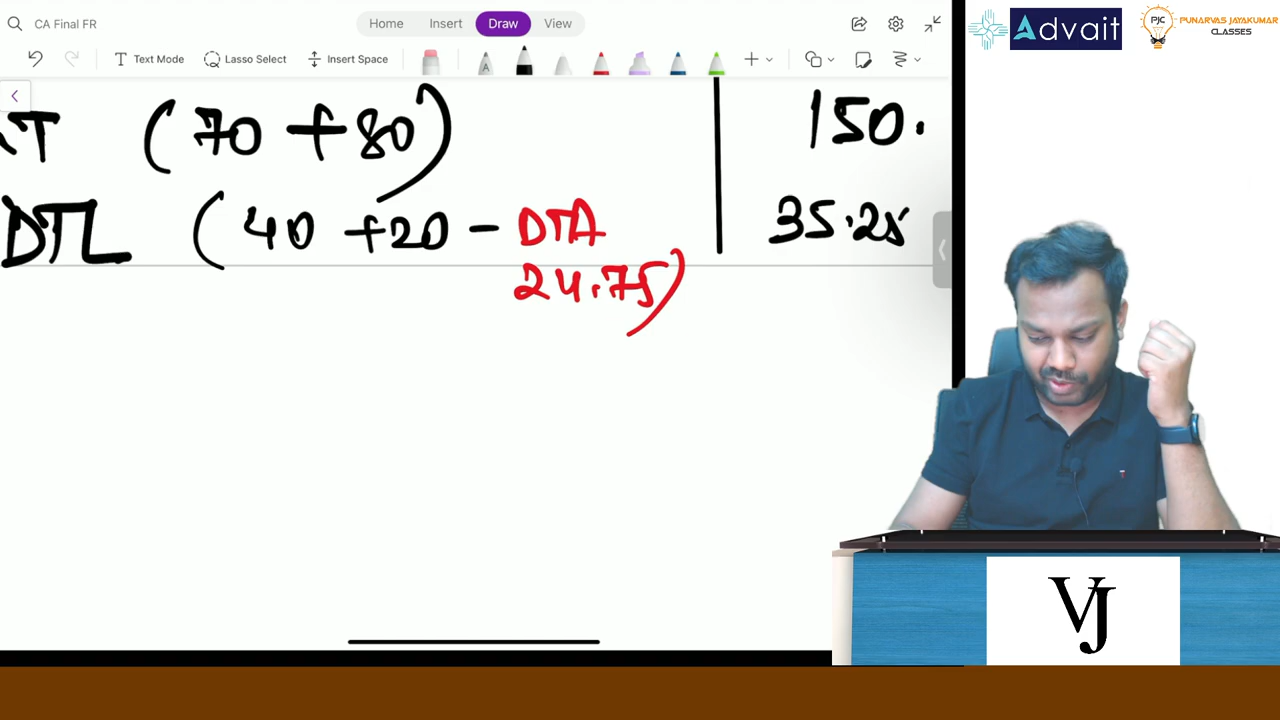 CA Final FR
Home Insert Draw View
Advait
PJC PUNARVAS JAYAKUMAR CLASSES
Text Mode Lasso Select Insert Space
T (70 + 80) 150.
DTL (40 + 20 - DTA 35.25
24.75)
VJ